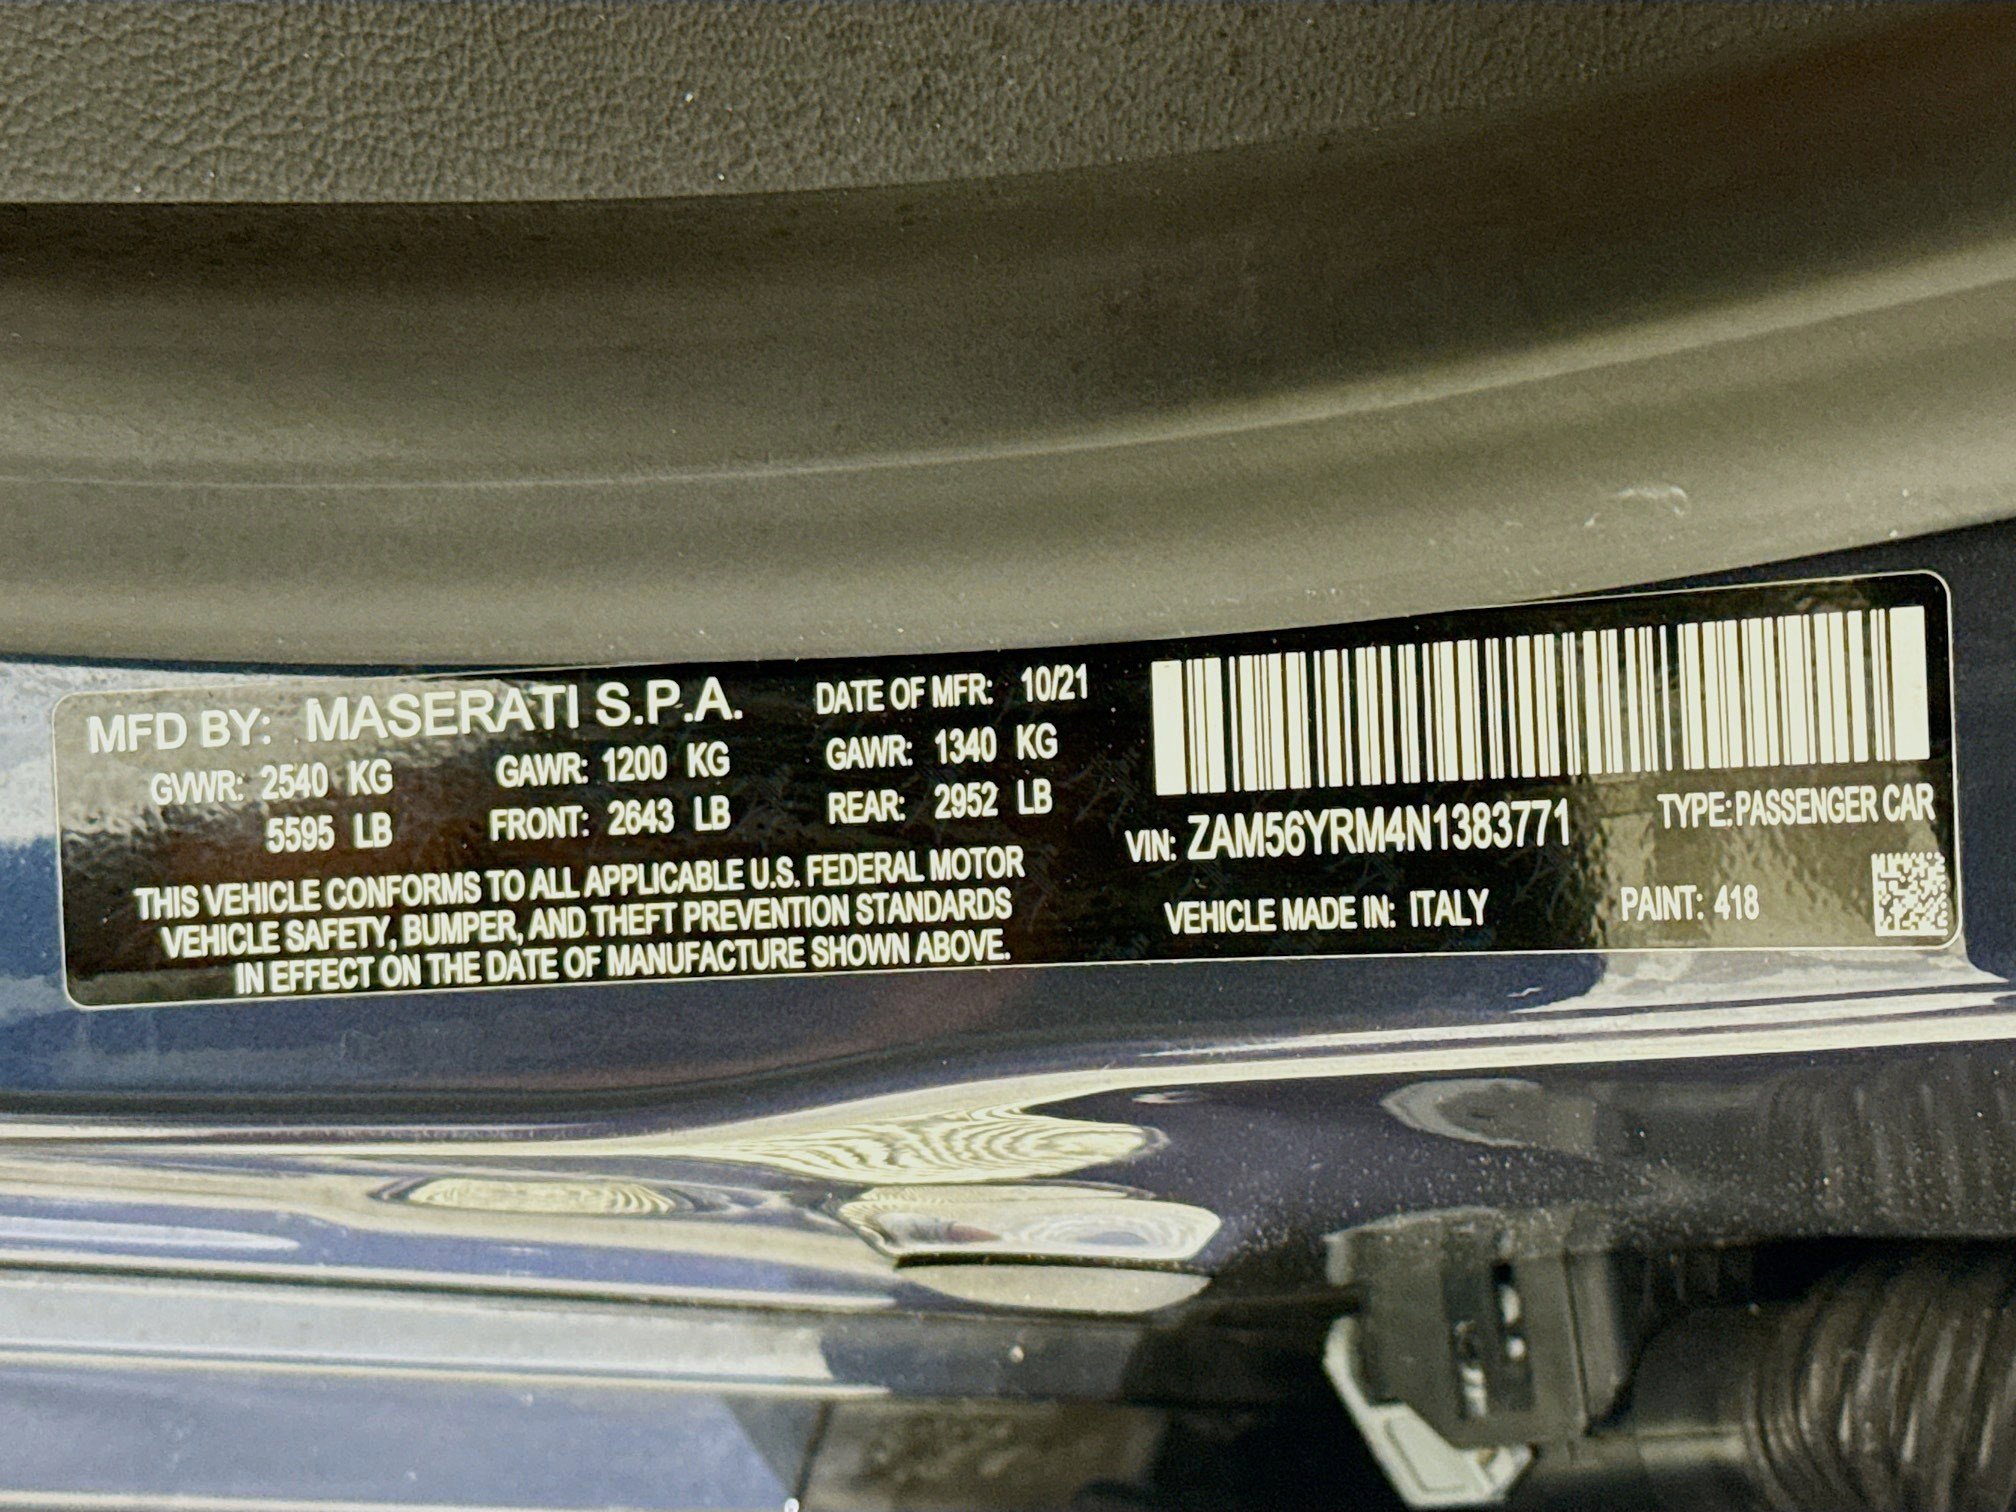 MFD BY: MASERATI S.P.A. DATE OF MFR: 10/21
GVWR: 2540 KG GAWR: 1200 KG GAWR: 1340 KG
5595 LB FRONT: 2643 LB REAR: 2952 LB
THIS VEHICLE CONFORMS TO ALL APPLICABLE U.S. FEDERAL MOTOR
VEHICLE SAFETY, BUMPER, AND THEFT PREVENTION STANDARDS
IN EFFECT ON THE DATE OF MANUFACTURE SHOWN ABOVE.
VIN: ZAM56YRM4N1383771 TYPE: PASSENGER CAR
VEHICLE MADE IN: ITALY PAINT: 418